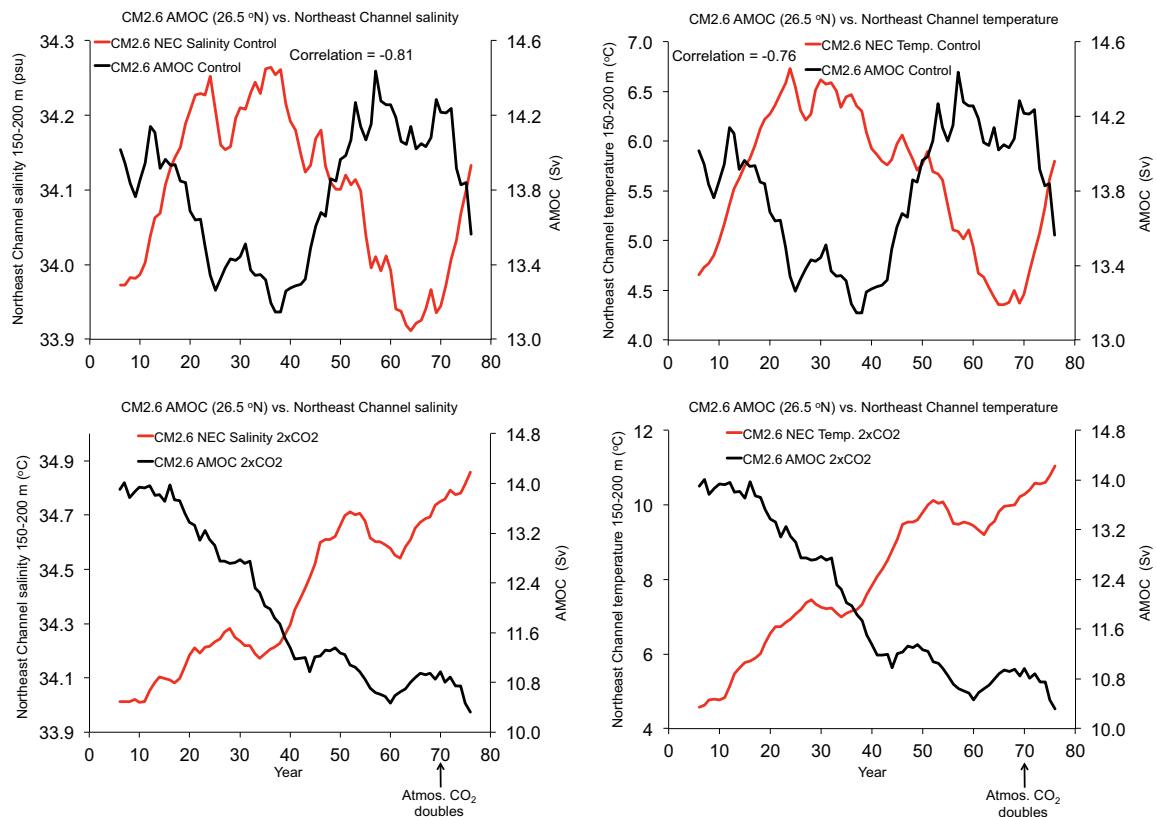 CM2.6 AMOC (26.5 ºN) vs. Northeast Channel salinity
34.3
34.2
34.1
34.0
33.9
Northeast Channel salinity 150-200 m (psu)
CM2.6 NEC Salinity Control
CM2.6 AMOC Control
Correlation = -0.81
14.6
14.2
13.8
13.4
13.0
AMOC (Sv)
0 10 20 30 40 50 60 70 80
CM2.6 AMOC (26.5 ºN) vs. Northeast Channel temperature
7.0
6.5
6.0
5.5
5.0
4.5
4.0
Northeast Channel temperature 150-200 m (ºC)
Correlation = -0.76
CM2.6 NEC Temp. Control
CM2.6 AMOC Control
14.6
14.2
13.8
13.4
13.0
AMOC (Sv)
0 10 20 30 40 50 60 70 80
CM2.6 AMOC (26.5 ºN) vs. Northeast Channel salinity
34.9
34.7
34.5
34.3
34.1
33.9
Northeast Channel salinity 150-200 m (ºC)
CM2.6 NEC Salinity 2xCO2
CM2.6 AMOC 2xCO2
14.8
14.0
13.2
12.4
11.6
10.8
10.0
AMOC (Sv)
0 10 20 30 40 50 60 70 80
Year
Atmos. CO2
doubles
CM2.6 AMOC (26.5 ºN) vs. Northeast Channel temperature
12
10
8
6
4
Northeast Channel temperature 150-200 m (ºC)
CM2.6 NEC Temp. 2xCO2
CM2.6 AMOC 2xCO2
14.8
14.0
13.2
12.4
11.6
10.8
10.0
AMOC (Sv)
0 10 20 30 40 50 60 70 80
Year
Atmos. CO2
doubles